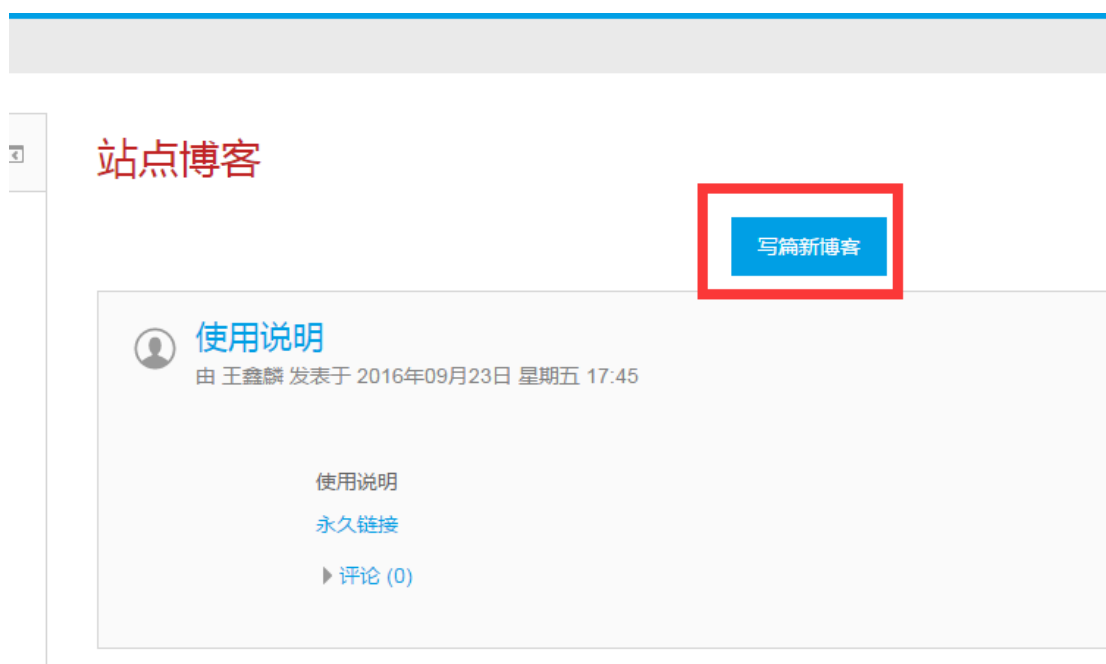 站点博客
写篇新博客
使用说明
由 王鑫麟 发表于 2016年09月23日 星期五 17:45
使用说明
永久链接
评论 (0)